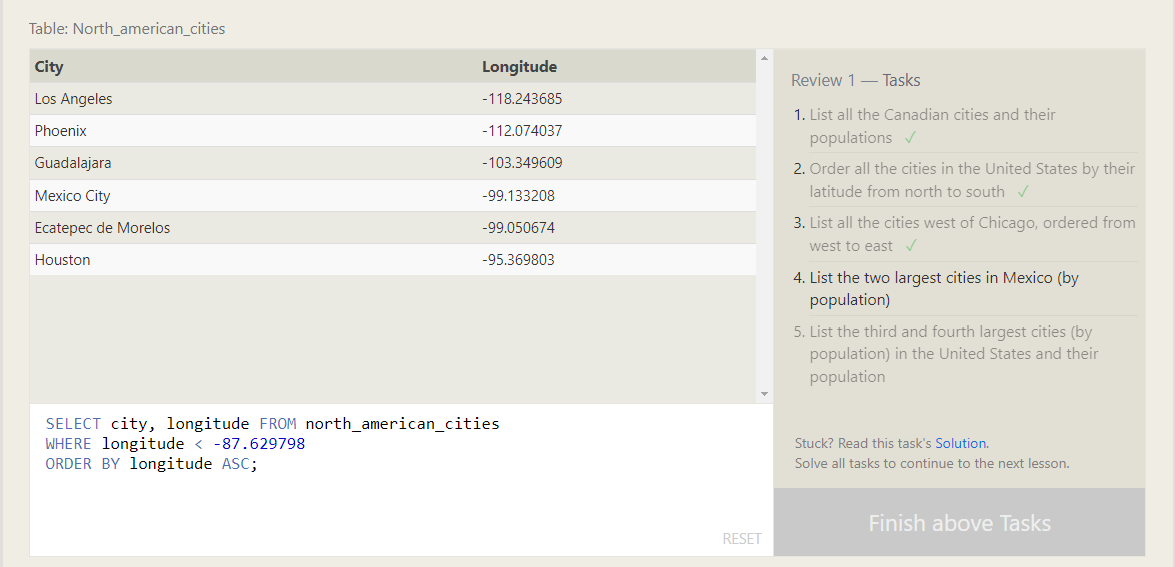 Table: North_american_cities
City Longitude
Los Angeles -118.243685
Phoenix -112.074037
Guadalajara -103.349609
Mexico City -99.133208
Ecatepec de Morelos -99.050674
Houston -95.369803
SELECT city, longitude FROM north_american_cities
WHERE longitude < -87.629798
ORDER BY longitude ASC;
RESET
Review 1 — Tasks
1. List all the Canadian cities and their
populations ✓
2. Order all the cities in the United States by their
latitude from north to south ✓
3. List all the cities west of Chicago, ordered from
west to east ✓
4. List the two largest cities in Mexico (by
population)
5. List the third and fourth largest cities (by
population) in the United States and their
population
Stuck? Read this task's Solution.
Solve all tasks to continue to the next lesson.
Finish above Tasks